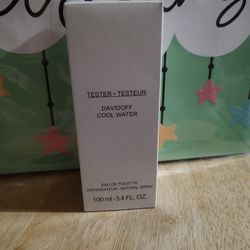 TESTER • TESTEUR
DAVIDOFF
COOL WATER
EAU DE TOILETTE
VAPORISATEUR · NATURAL SPRAY
100 ml-3.4 FL. OZ.